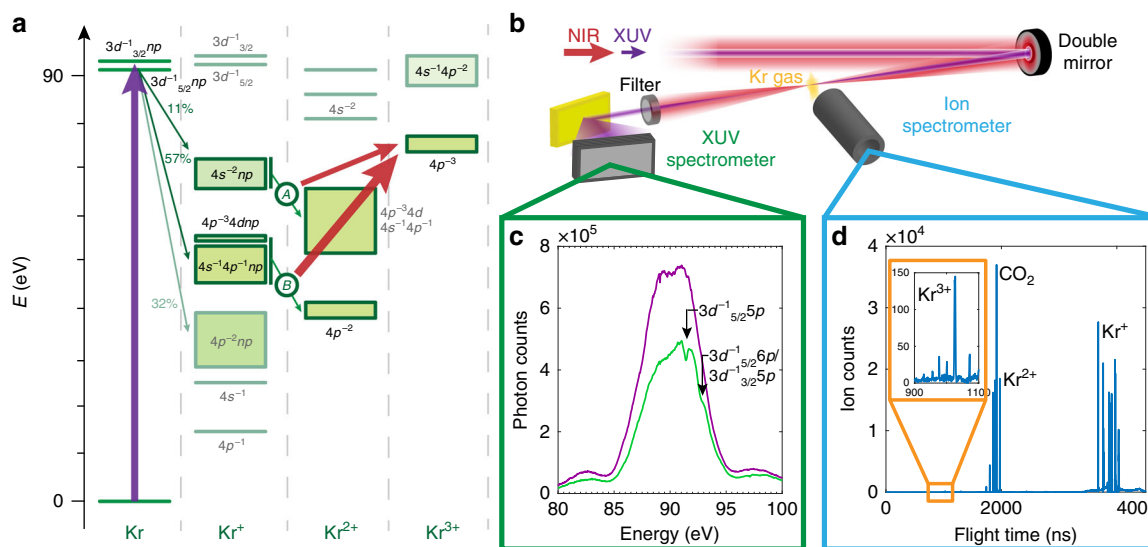 a
E (eV)
90
0
3d⁻¹₃/₂np
3d⁻¹₅/₂np
11%
57%
32%
3d⁻¹₃/₂
3d⁻¹₅/₂
4s⁻²np
4p⁻³4dnp
4s⁻¹4p⁻¹np
4p⁻²np
4s⁻¹
4p⁻¹
A
B
4s⁻²
4p⁻³4d
4s⁻¹4p⁻¹
4p⁻²
4s⁻¹4p⁻²
4p⁻³
Kr
Kr⁺
Kr²⁺
Kr³⁺
b
NIR
XUV
Double
mirror
Kr gas
Filter
Ion
spectrometer
XUV
spectrometer
c
×10⁵
8
6
4
2
0
Photon counts
3d⁻¹₅/₂5p
3d⁻¹₅/₂6p/
3d⁻¹₃/₂5p
80
85
90
95
100
Energy (eV)
d
×10⁴
4
3
2
1
0
Ion counts
150
100
50
0
Kr³⁺
900
1100
CO₂
Kr²⁺
Kr⁺
0
2000
400
Flight time (ns)